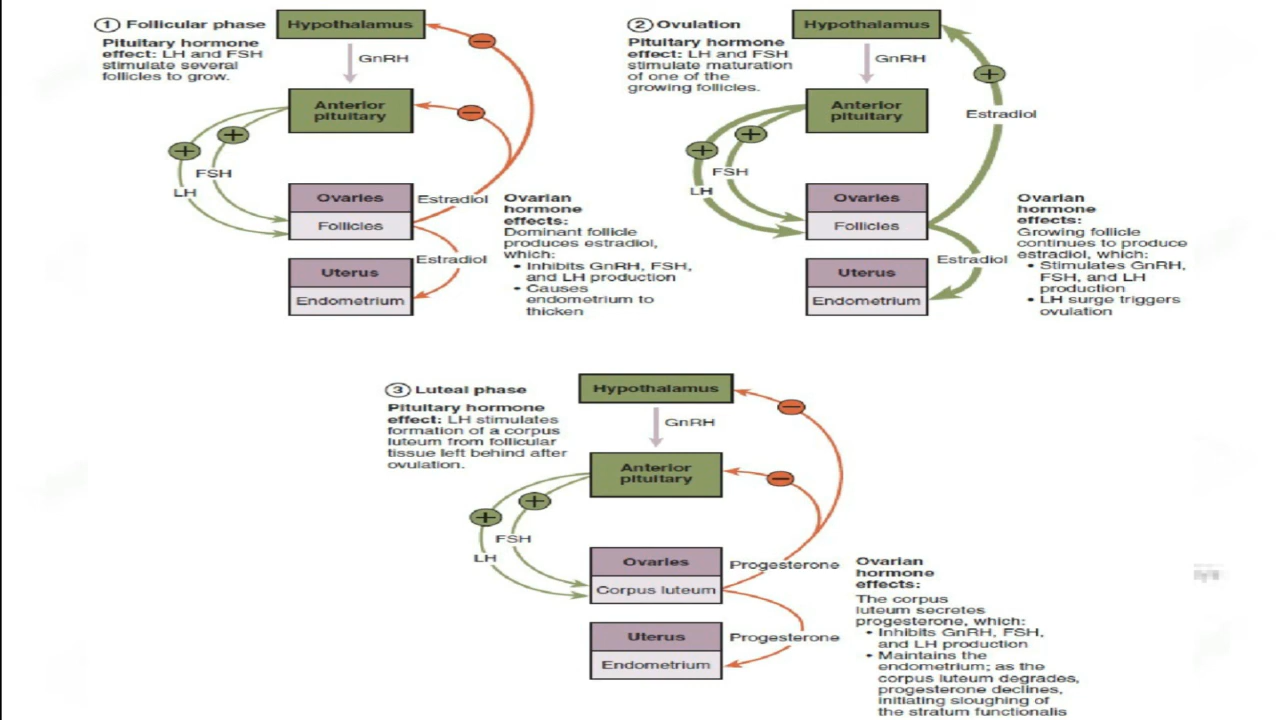 1 Follicular phase
Pituitary hormone
effect: LH and FSH
stimulate several
follicles to grow.
Hypothalamus
GnRH
Anterior
pituitary
FSH
LH
Ovaries
Follicles
Estradiol
Estradiol
Uterus
Endometrium
Ovarian
hormone
effects:
Dominant follicle
produces estradiol,
which:
• Inhibits GnRH, FSH,
and LH production
• Causes
endometrium to
thicken
2 Ovulation
Pituitary hormone
effect: LH and FSH
stimulate maturation
of one of the
growing follicles.
Hypothalamus
GnRH
Estradiol
Anterior
pituitary
FSH
LH
Ovaries
Follicles
Estradiol
Uterus
Endometrium
Ovarian
hormone
effects:
Growing follicle
continues to produce
estradiol, which:
• Stimulates GnRH,
FSH, and LH
production
• LH surge triggers
ovulation
3 Luteal phase
Pituitary hormone
effect: LH stimulates
formation of a corpus
luteum from follicular
tissue left behind after
ovulation.
Hypothalamus
GnRH
Anterior
pituitary
FSH
LH
Ovaries
Corpus luteum
Progesterone
Progesterone
Uterus
Endometrium
Ovarian
hormone
effects:
The corpus
luteum secretes
progesterone, which:
• Inhibits GnRH, FSH,
and LH production
• Maintains the
endometrium; as the
corpus luteum degrades,
progesterone declines,
initiating sloughing of
the stratum functionalis